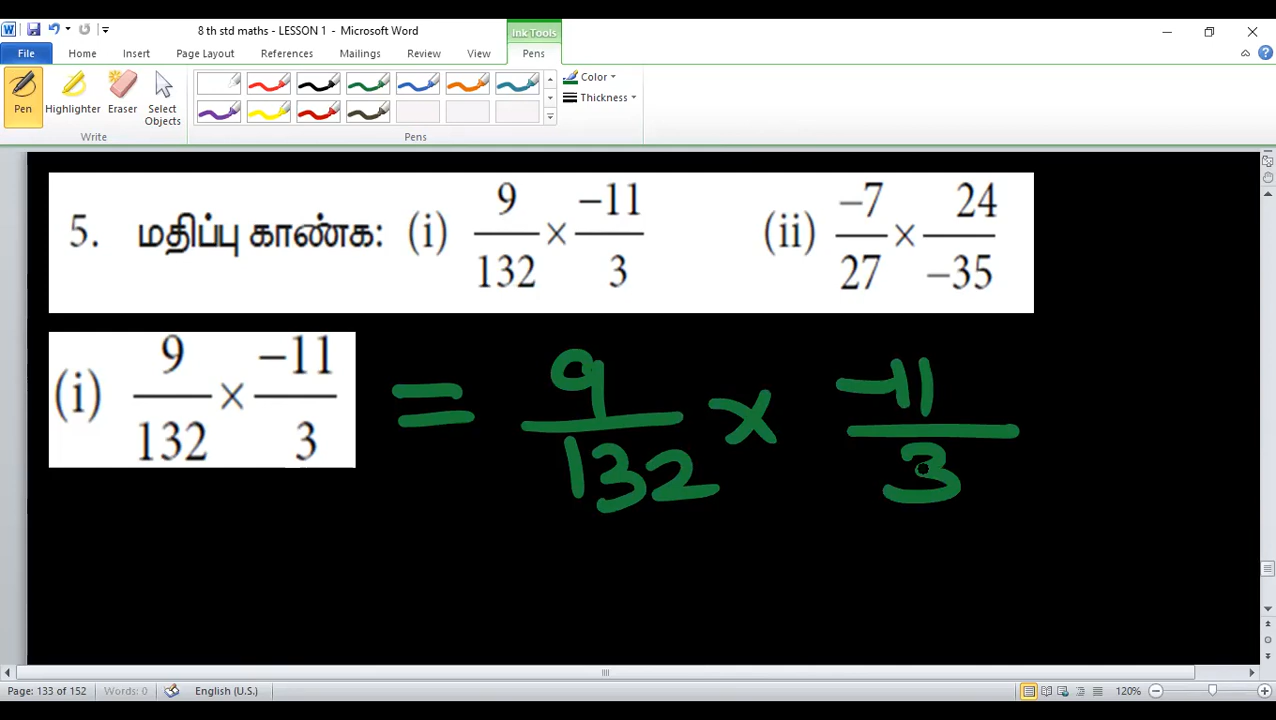 8 th std maths - LESSON 1 - Microsoft Word
Ink Tools
File Home Insert Page Layout References Mailings Review View Pens
Pen Highlighter Eraser Select Objects
Color
Thickness
Write Pens
5. மதிப்பு காண்க: (i) 9/132 × −11/3 (ii) −7/27 × 24/−35
(i) 9/132 × −11/3 = 9/132 × −11/3
Page: 133 of 152 Words: 0 English (U.S.) 120%